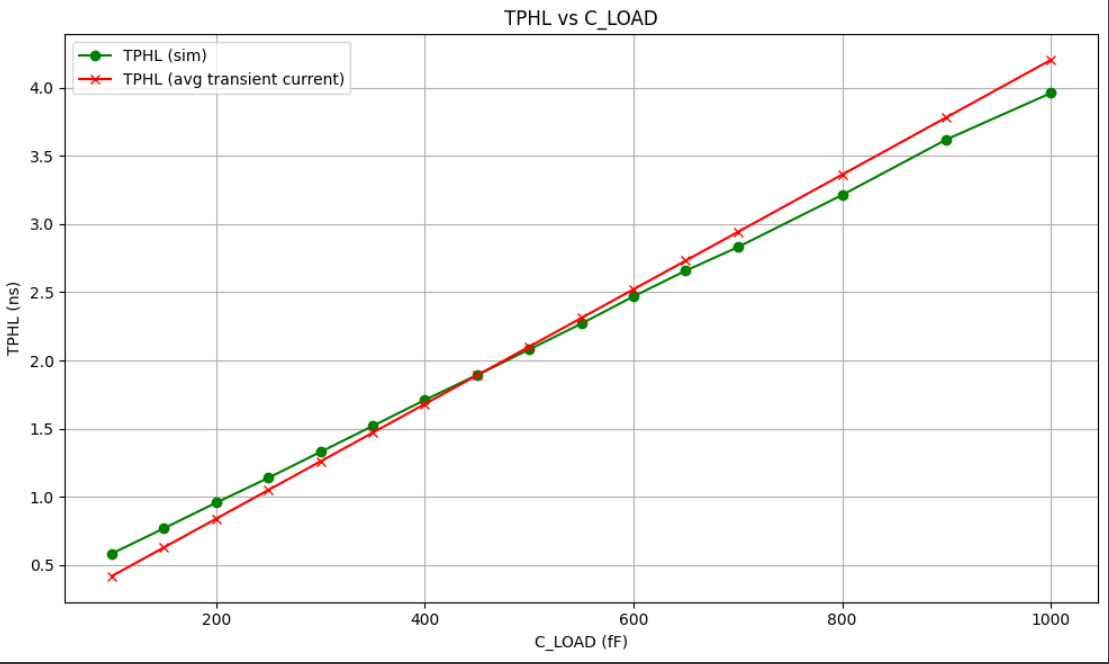 TPHL vs C_LOAD
TPHL (sim)
TPHL (avg transient current)
TPHL (ns)
4.0
3.5
3.0
2.5
2.0
1.5
1.0
0.5
200
400
600
800
1000
C_LOAD (fF)